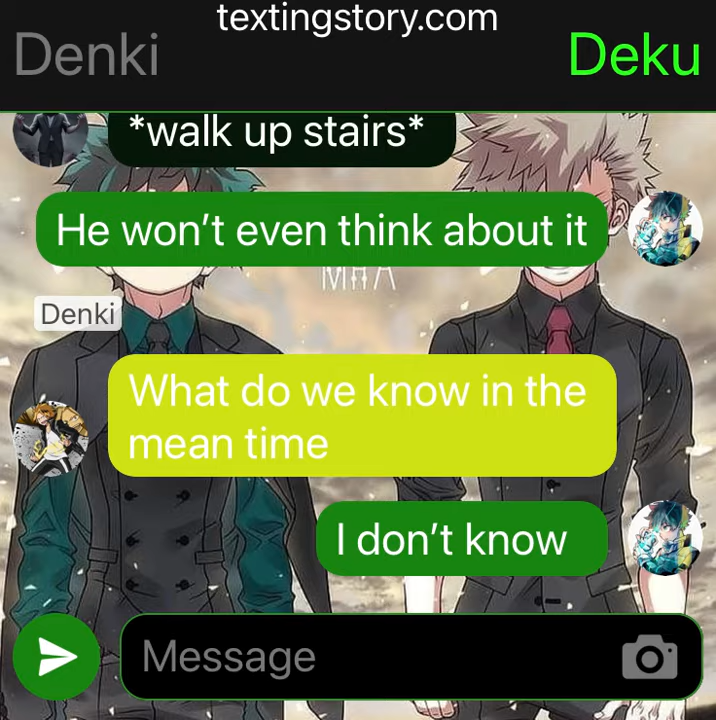 textingstory.com
Denki
Deku
*walk up stairs*
He won't even think about it
MHA
Denki
What do we know in the
mean time
I don't know
Message